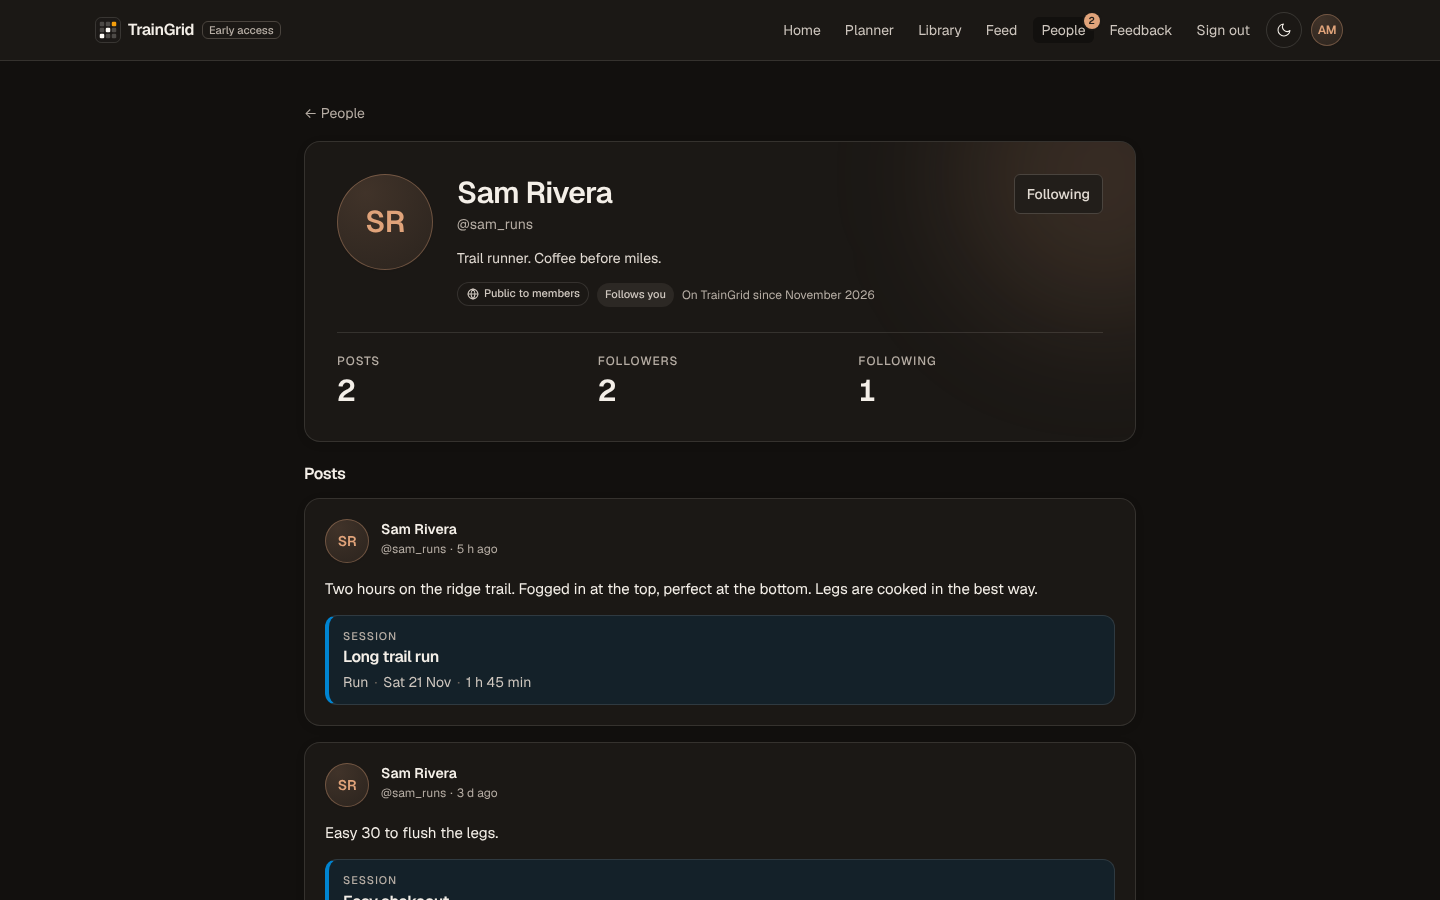 TrainGrid Early access Home Planner Library Feed People 2 Feedback Sign out AM
← People
SR
Sam Rivera
Following
@sam_runs
Trail runner. Coffee before miles.
Public to members Follows you On TrainGrid since November 2026
POSTS FOLLOWERS FOLLOWING
2 2 1
Posts
SR
Sam Rivera
@sam_runs · 5 h ago
Two hours on the ridge trail. Fogged in at the top, perfect at the bottom. Legs are cooked in the best way.
SESSION
Long trail run
Run · Sat 21 Nov · 1 h 45 min
SR
Sam Rivera
@sam_runs · 3 d ago
Easy 30 to flush the legs.
SESSION
Easy shakeout